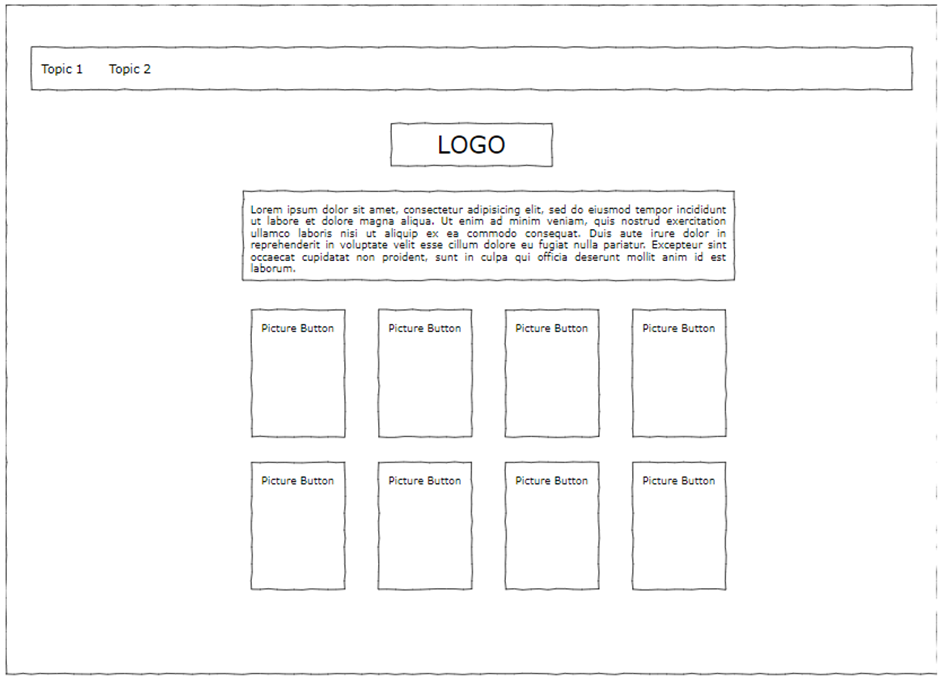 Topic 1 Topic 2
LOGO
Lorem ipsum dolor sit amet, consectetur adipisicing elit, sed do eiusmod tempor incididunt
ut labore et dolore magna aliqua. Ut enim ad minim veniam, quis nostrud exercitation
ullamco laboris nisi ut aliquip ex ea commodo consequat. Duis aute irure dolor in
reprehenderit in voluptate velit esse cillum dolore eu fugiat nulla pariatur. Excepteur sint
occaecat cupidatat non proident, sunt in culpa qui officia deserunt mollit anim id est
laborum.
Picture Button Picture Button Picture Button Picture Button
Picture Button Picture Button Picture Button Picture Button